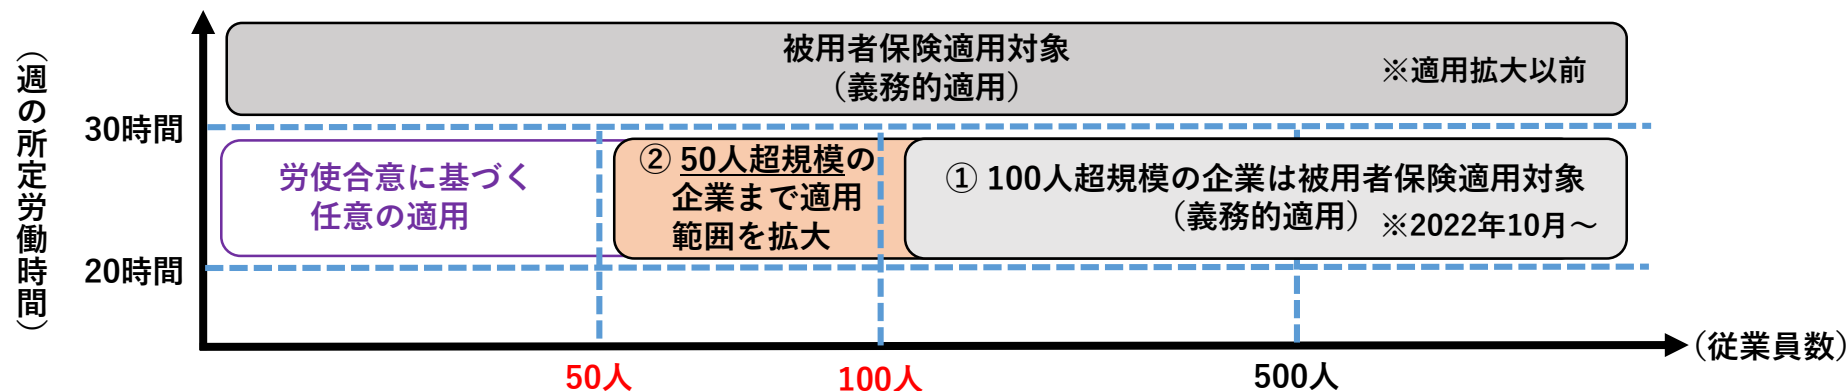 （週の所定労働時間）
被用者保険適用対象
（義務的適用）
※適用拡大以前
30時間
労使合意に基づく
任意の適用
② 50人超規模の
企業まで適用
範囲を拡大
① 100人超規模の企業は被用者保険適用対象
（義務的適用）
※2022年10月～
20時間
（従業員数）
50人
100人
500人